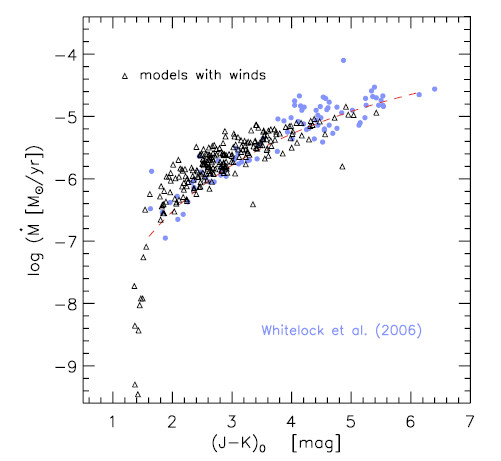 -4
△ models with winds
-5
-6
-7
-8
-9
log (Ṁ [M⊙/yr])
Whitelock et al. (2006)
1 2 3 4 5 6 7
(J-K)₀ [mag]